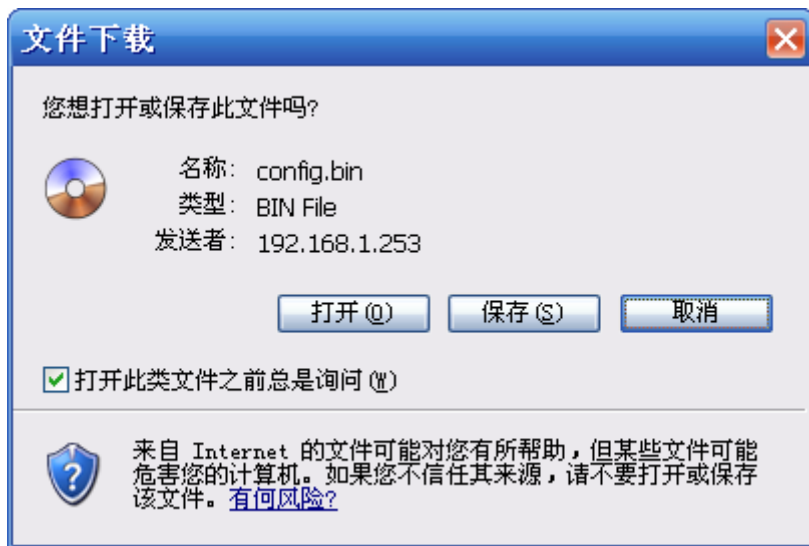 文件下载
您想打开或保存此文件吗?
名称: config.bin
类型: BIN File
发送者: 192.168.1.253
打开(O) 保存(S) 取消
打开此类文件之前总是询问(W)
来自 Internet 的文件可能对您有所帮助，但某些文件可能
危害您的计算机。如果您不信任其来源，请不要打开或保存
该文件。有何风险?